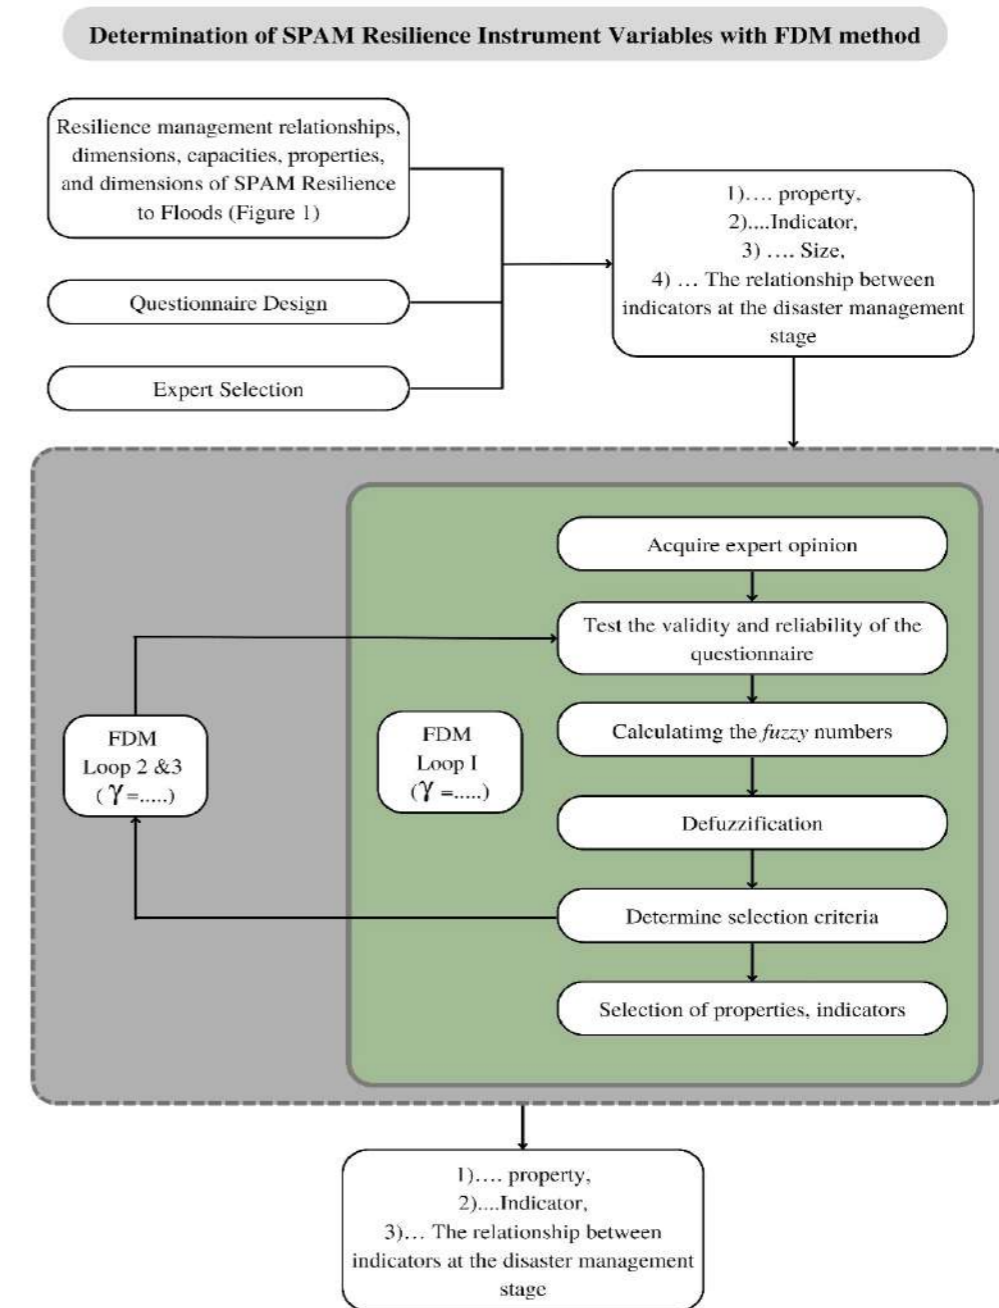 Determination of SPAM Resilience Instrument Variables with FDM method
Resilience management relationships,
dimensions, capacities, properties,
and dimensions of SPAM Resilience
to Floods (Figure 1)
Questionnaire Design
Expert Selection
1)…. property,
2)....Indicator,
3) …. Size,
4) … The relationship between
indicators at the disaster management
stage
Acquire expert opinion
Test the validity and reliability of the
questionnaire
Calculatimg the fuzzy numbers
Defuzzification
Determine selection criteria
Selection of properties, indicators
FDM
Loop 2 &3
( γ =.....)
FDM
Loop I
(γ =.....)
1)…. property,
2)....Indicator,
3)… The relationship between
indicators at the disaster management
stage